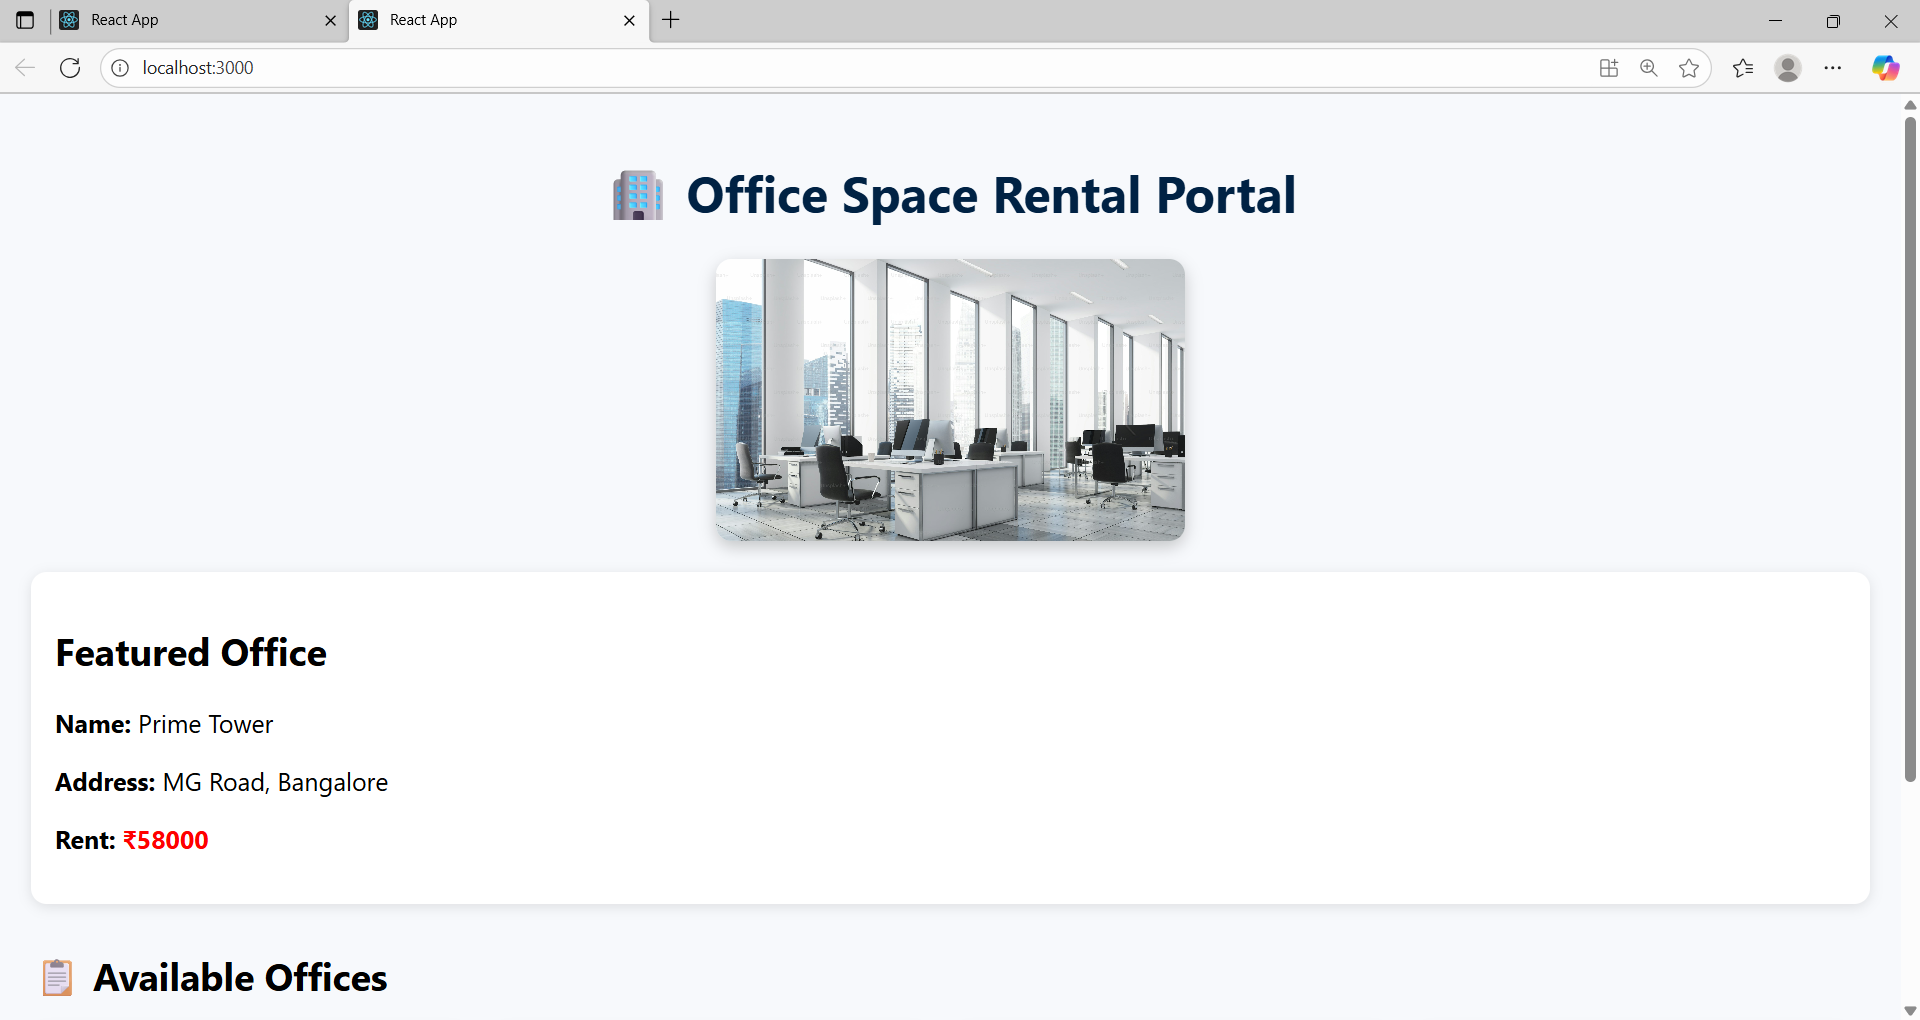 React App
React App
localhost:3000
Office Space Rental Portal
Featured Office
Name: Prime Tower
Address: MG Road, Bangalore
Rent: ₹58000
Available Offices